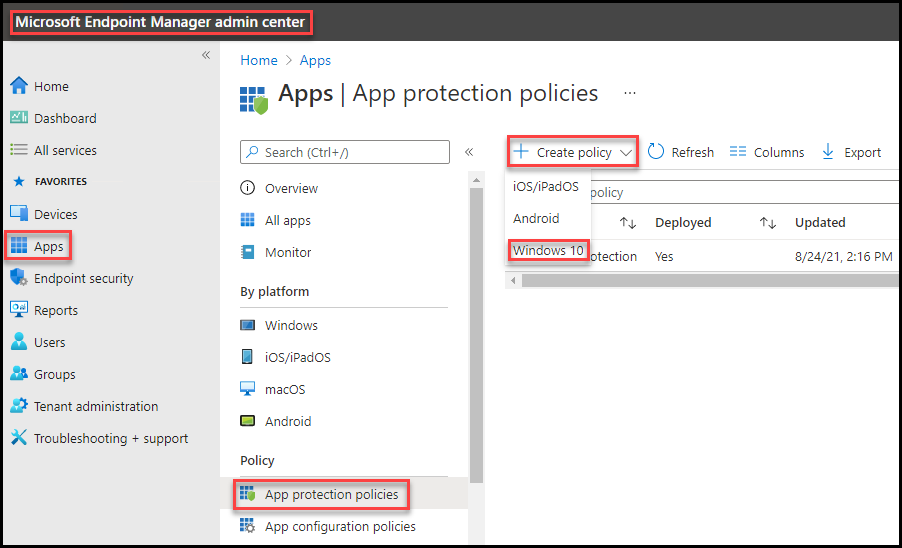 Microsoft Endpoint Manager admin center
«
Home
Dashboard
All services
FAVORITES
Devices
Apps
Endpoint security
Reports
Users
Groups
Tenant administration
Troubleshooting + support
Home > Apps
Apps | App protection policies ...
Search (Ctrl+/)
«
Overview
All apps
Monitor
By platform
Windows
iOS/iPadOS
macOS
Android
Policy
App protection policies
App configuration policies
+ Create policy Refresh Columns Export
iOS/iPadOS
Android
Windows 10
policy
↑↓ Deployed ↑↓ Updated
otection Yes 8/24/21, 2:16 PM